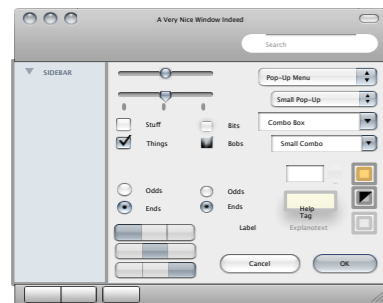 A Very Nice Window Indeed
Search
SIDEBAR
Pop-Up Menu
Small Pop-Up
Stuff
Bits
Combo Box
Things
Bobs
Small Combo
Odds
Odds
Ends
Ends
Help
Tag
Label
Explanotext
Cancel
OK